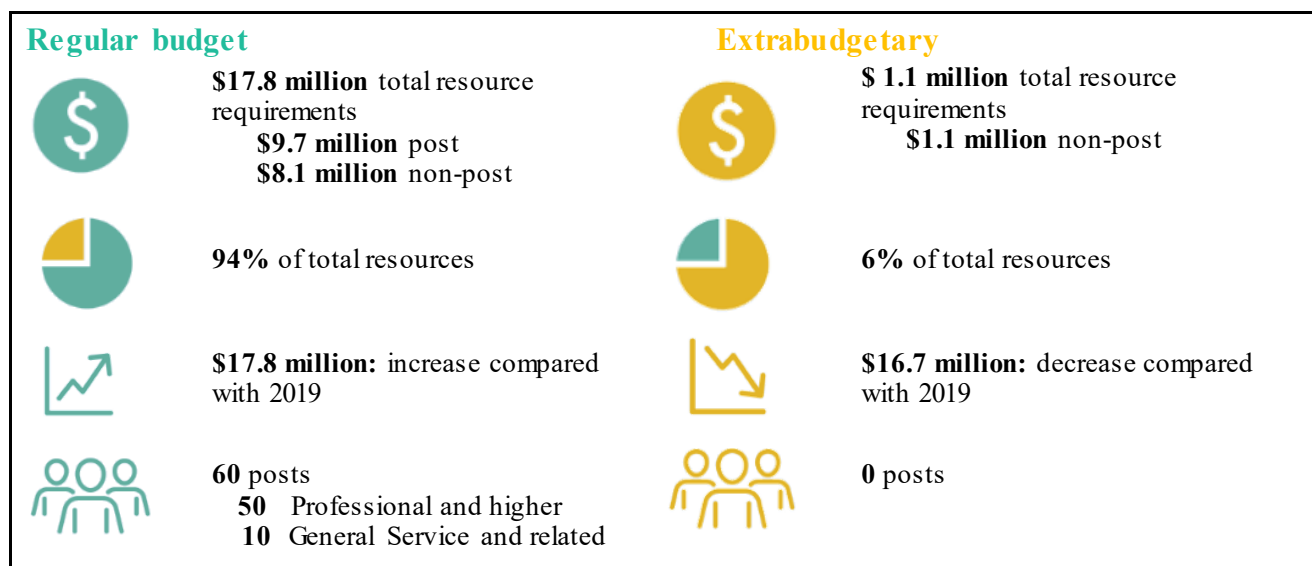 Regular budget
$17.8 million total resource
requirements
$9.7 million post
$8.1 million non-post
94% of total resources
$17.8 million: increase compared
with 2019
60 posts
50 Professional and higher
10 General Service and related
Extrabudgetary
$ 1.1 million total resource
requirements
$1.1 million non-post
6% of total resources
$16.7 million: decrease compared
with 2019
0 posts